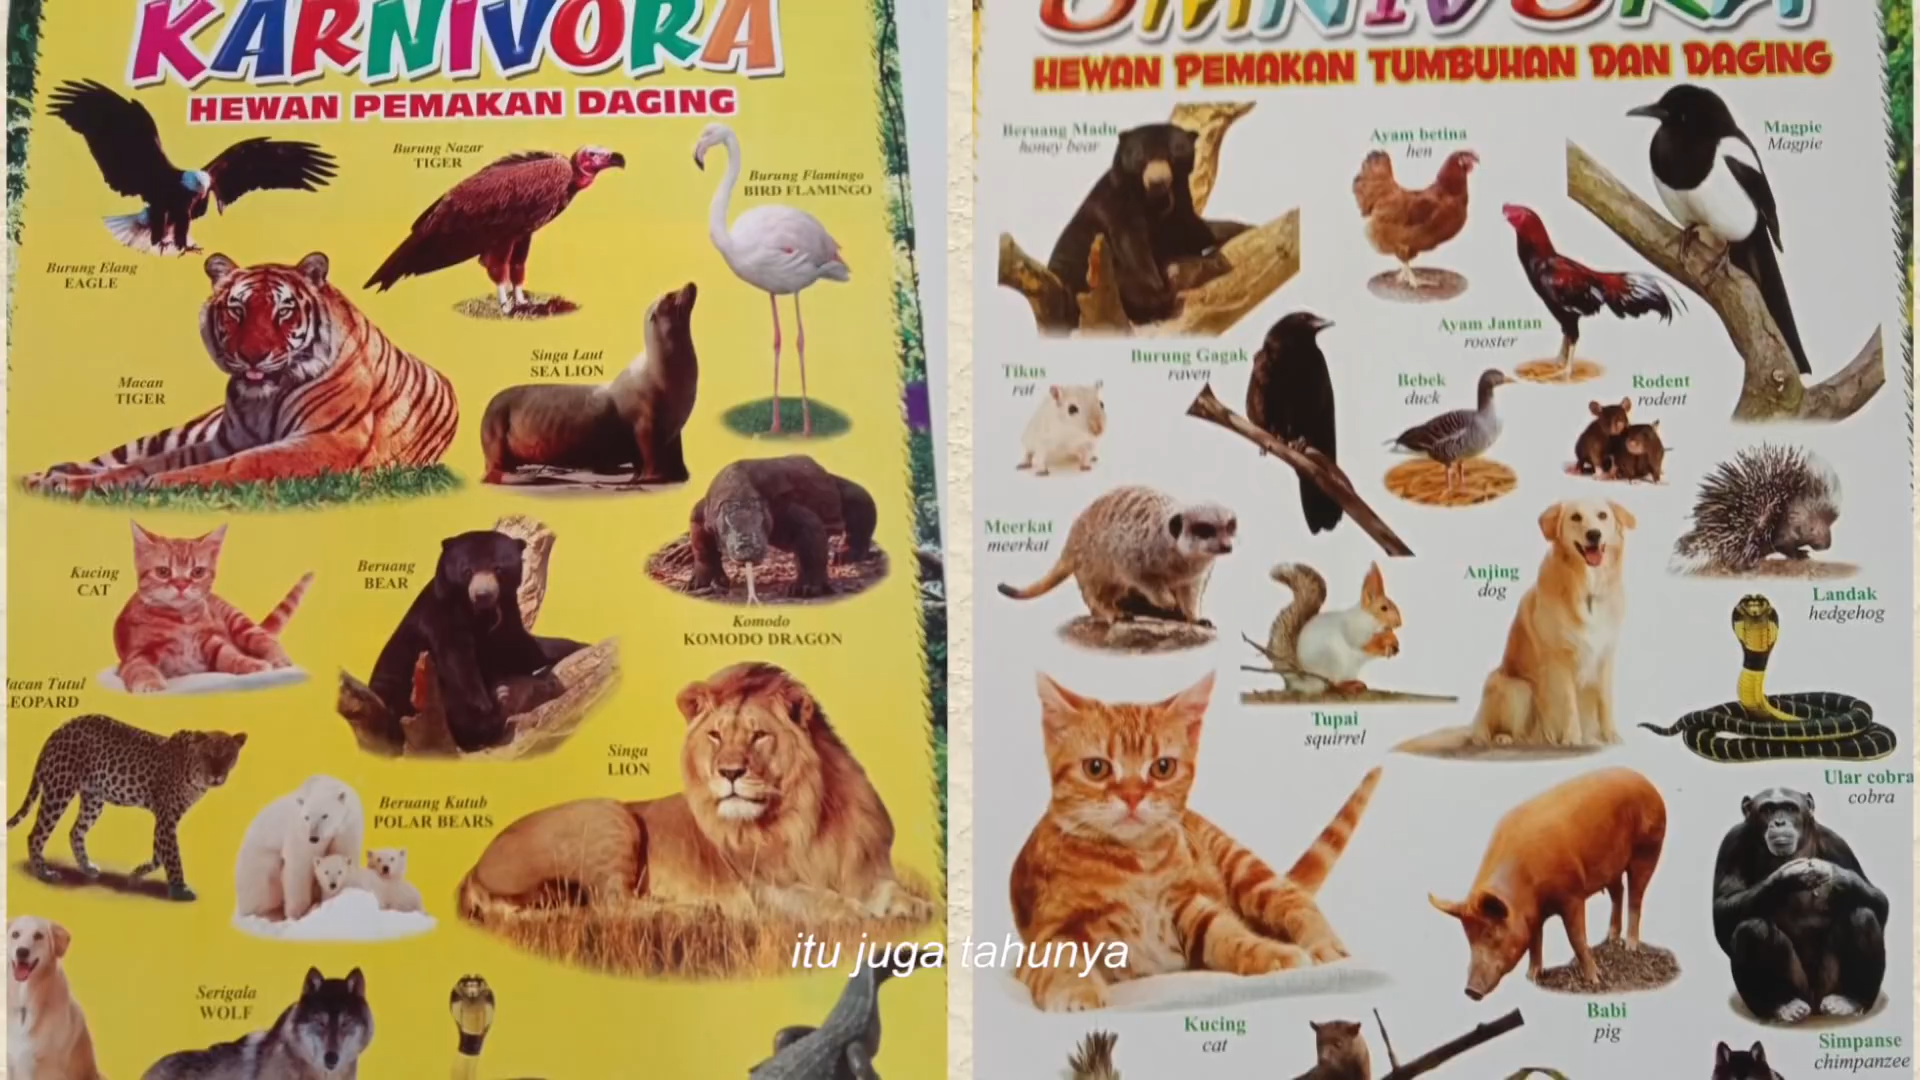 KARNIVORA
HEWAN PEMAKAN DAGING
Burung Nazar
TIGER
Burung Flamingo
BIRD FLAMINGO
Burung Elang
EAGLE
Singa Laut
SEA LION
Macan
TIGER
Kucing
CAT
Beruang
BEAR
Komodo
KOMODO DRAGON
acan Tutul
EOPARD
Singa
LION
Beruang Kutub
POLAR BEARS
Serigala
WOLF
OMNIVORA
HEWAN PEMAKAN TUMBUHAN DAN DAGING
Beruang Madu
honey bear
Ayam betina
hen
Magpie
Magpie
Ayam Jantan
rooster
Tikus
rat
Burung Gagak
raven
Bebek
duck
Rodent
rodent
Meerkat
meerkat
Anjing
dog
Landak
hedgehog
Tupai
squirrel
Ular cobra
cobra
Kucing
cat
Babi
pig
Simpanse
chimpanzee
itu juga tahunya